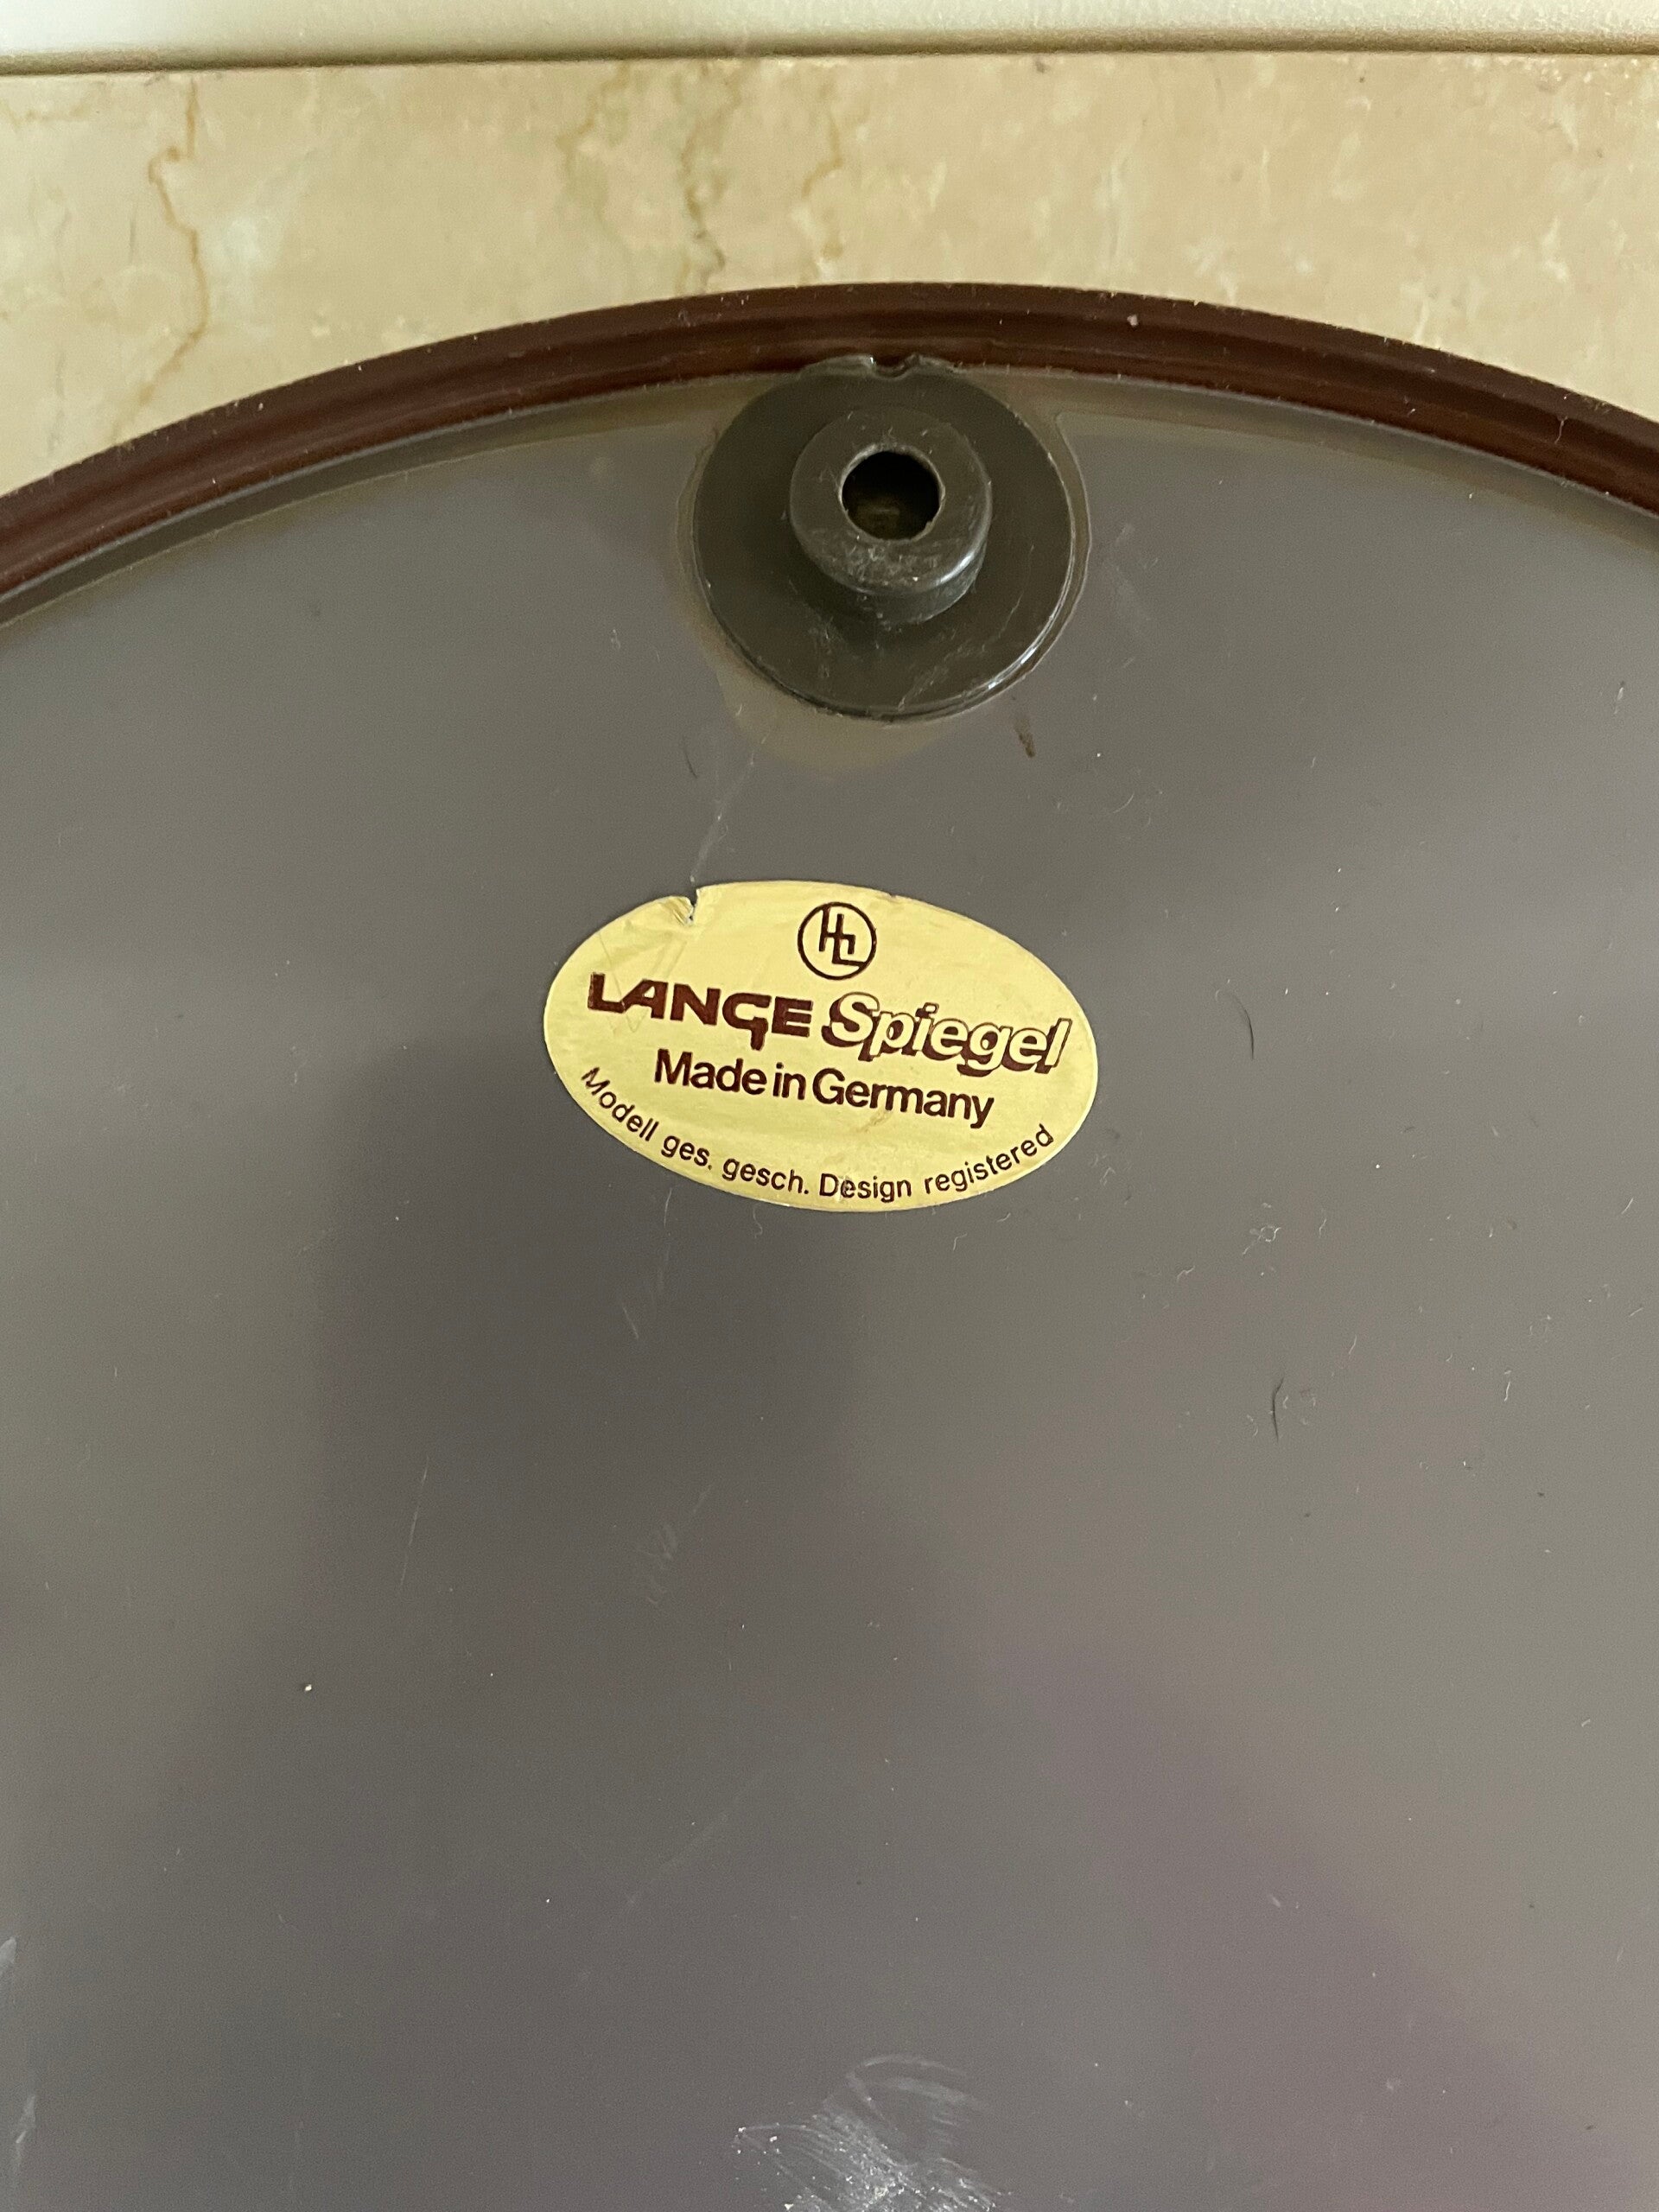 HL
LANGE Spiegel
Made in Germany
Modell ges. gesch. Design registered